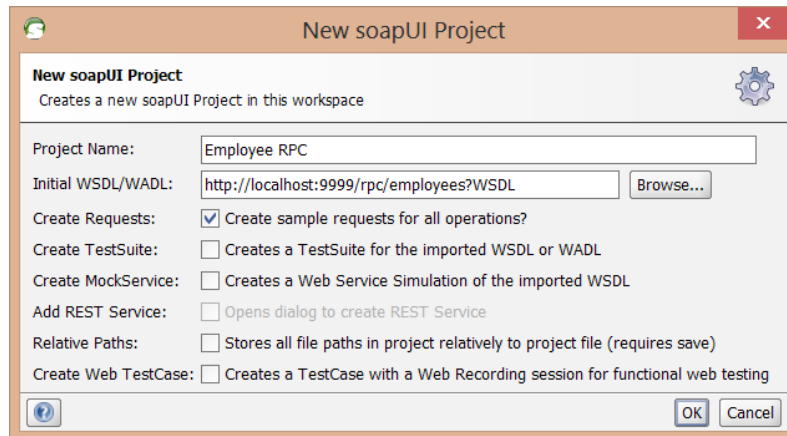 New soapUI Project
New soapUI Project
Creates a new soapUI Project in this workspace
Project Name: Employee RPC
Initial WSDL/WADL: http://localhost:9999/rpc/employees?WSDL Browse...
Create Requests: Create sample requests for all operations?
Create TestSuite: Creates a TestSuite for the imported WSDL or WADL
Create MockService: Creates a Web Service Simulation of the imported WSDL
Add REST Service: Opens dialog to create REST Service
Relative Paths: Stores all file paths in project relatively to project file (requires save)
Create Web TestCase: Creates a TestCase with a Web Recording session for functional web testing
OK Cancel